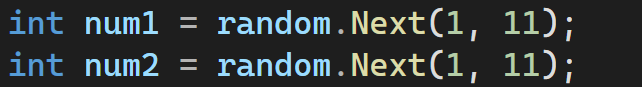 int num1 = random.Next(1, 11);
int num2 = random.Next(1, 11);